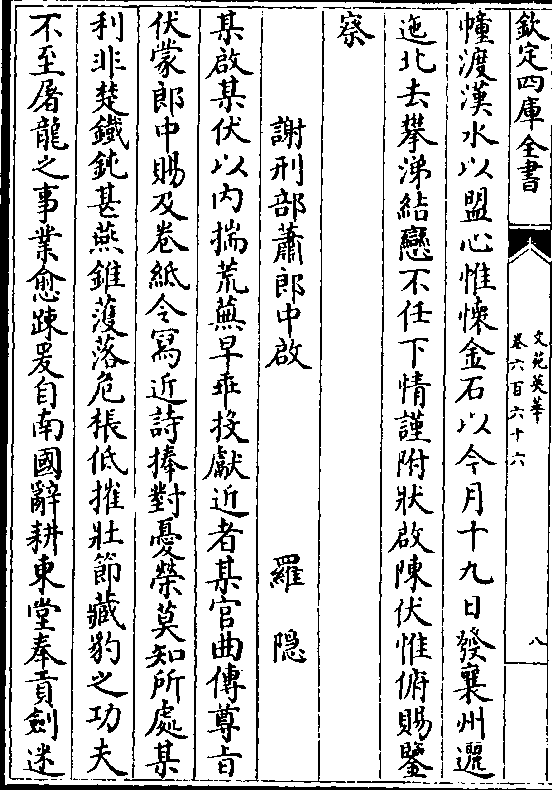 欽定四庫全書
文苑英華
卷六百六十六
八
幢渡漢水以盟心惟懷金石以今月十九日發襄州邐
迤北去攀涕結戀不任下情謹附狀啟陳伏惟俯賜鑒
察
謝刑部蕭郎中啟 羅隐
某啟某伏以内揣荒蕪早乖投獻近者某官曲傳尊㫖
伏蒙郎中賜及卷紙令寫近詩捧對憂榮莫知所處某
利非楚鐵鈍甚燕錐濩落危根低摧壯節藏豹之功夫
不至屠龍之事業愈踈爰自南國辭耕東堂奉貢劍迷